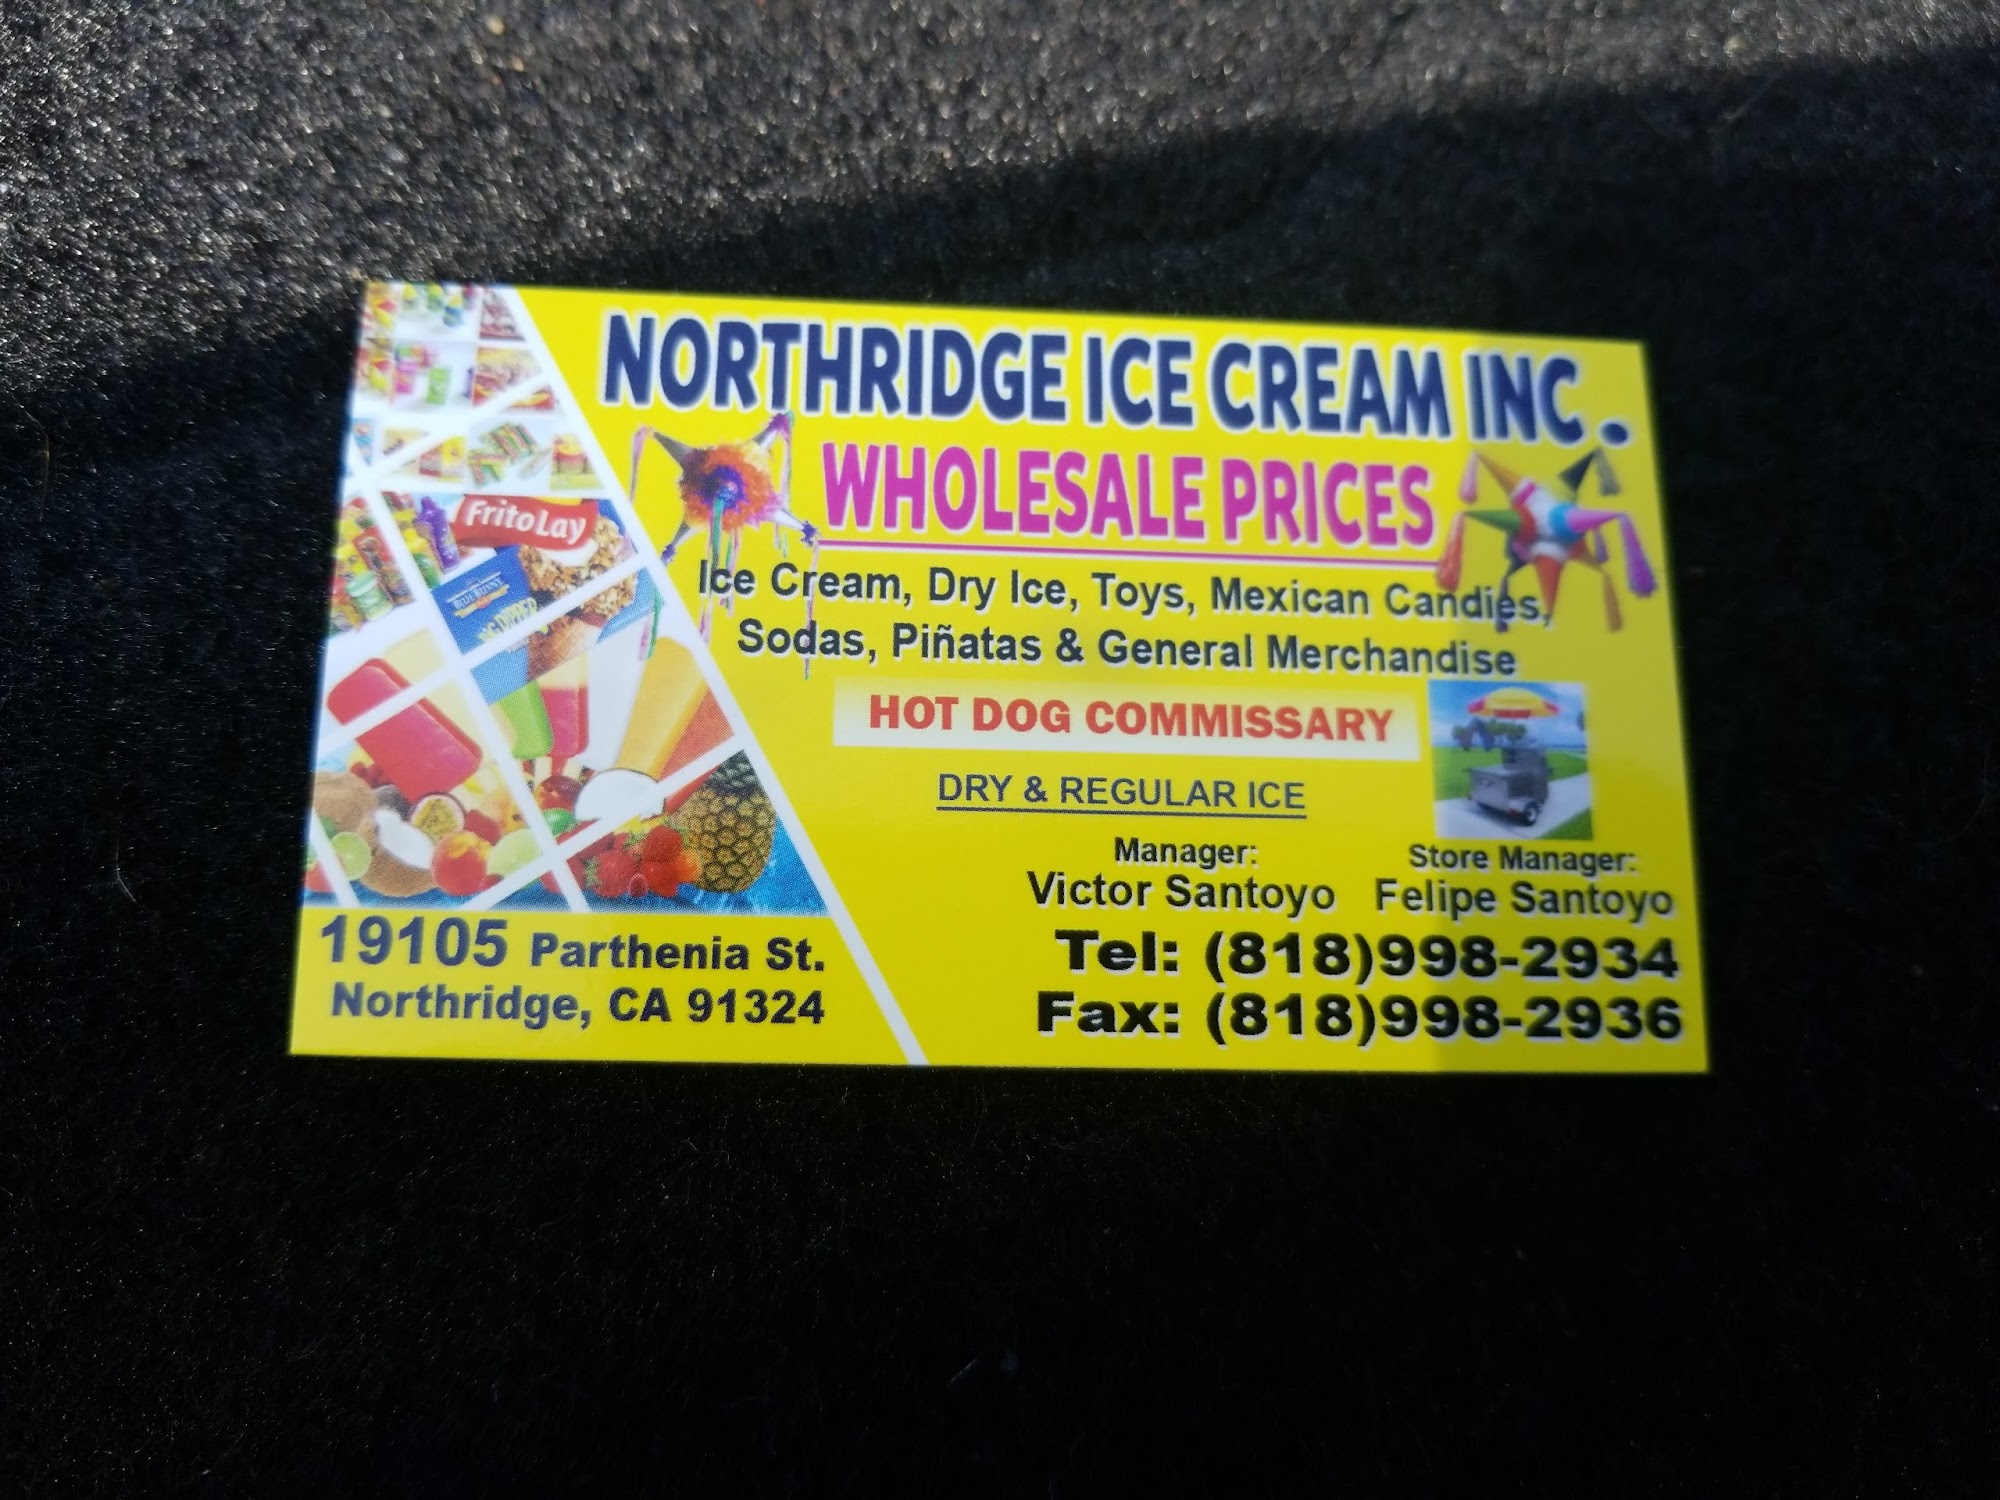 NORTHRIDGE ICE CREAM INC.
WHOLESALE PRICES
FritoLay
BLUE BUNNY
Ice Cream, Dry Ice, Toys, Mexican Candies,
Sodas, Piñatas & General Merchandise
HOT DOG COMMISSARY
DRY & REGULAR ICE
Manager:
Victor Santoyo
Store Manager:
Felipe Santoyo
19105 Parthenia St.
Northridge, CA 91324
Tel: (818)998-2934
Fax: (818)998-2936